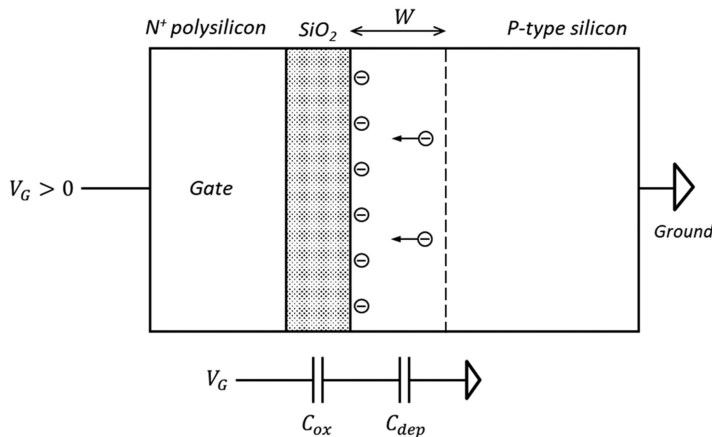 N⁺ polysilicon
SiO₂
W
P-type silicon
V_G > 0
Gate
Ground
V_G
C_ox
C_dep